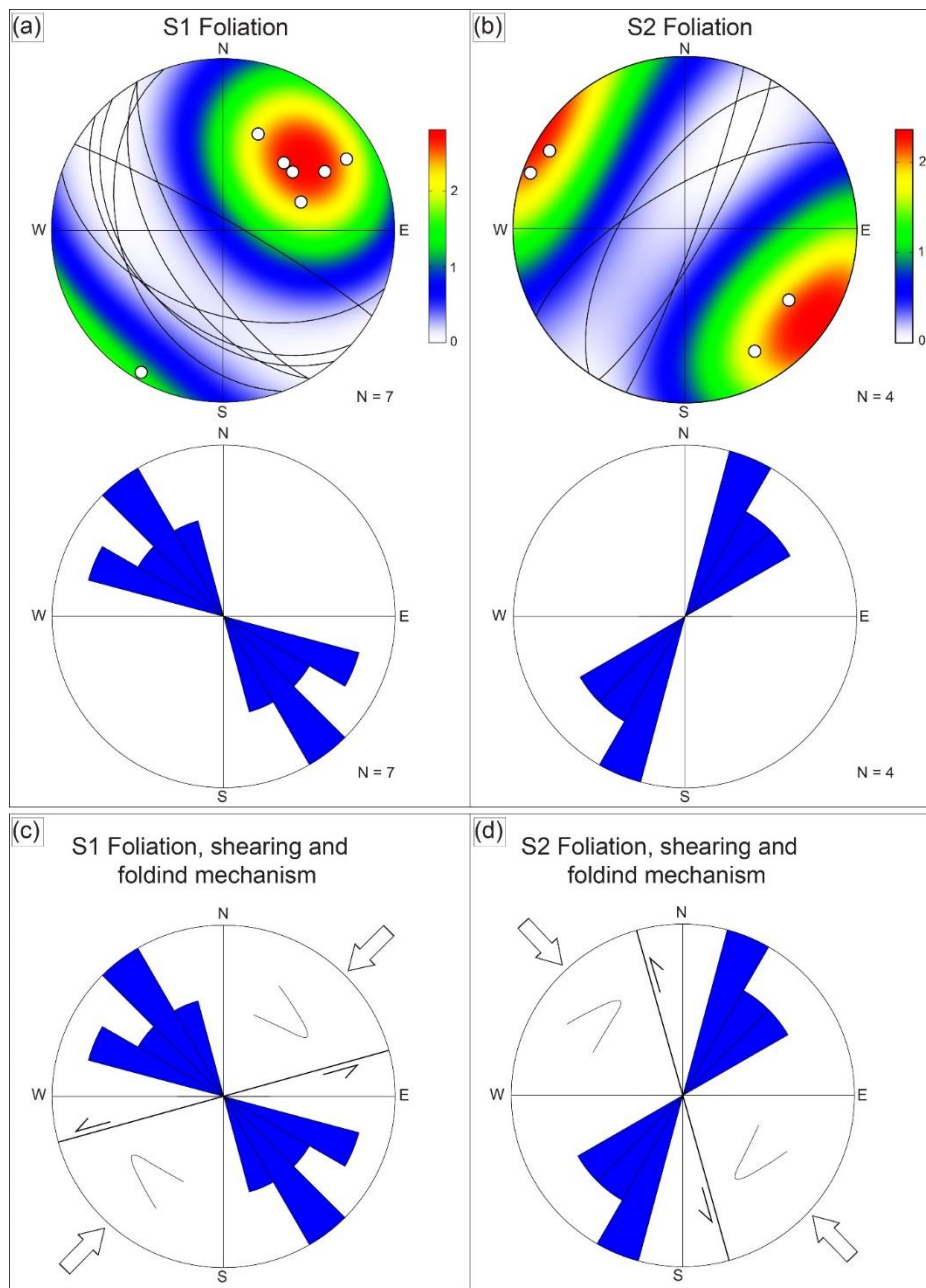 (a)
S1 Foliation
N
W
E
S
2
1
0
N = 7
(b)
S2 Foliation
N
W
E
S
2
1
0
N = 4
N
W
E
S
N = 7
N
W
E
S
N = 4
(c)
S1 Foliation, shearing and
foldind mechanism
N
W
E
S
(d)
S2 Foliation, shearing and
foldind mechanism
N
W
E
S